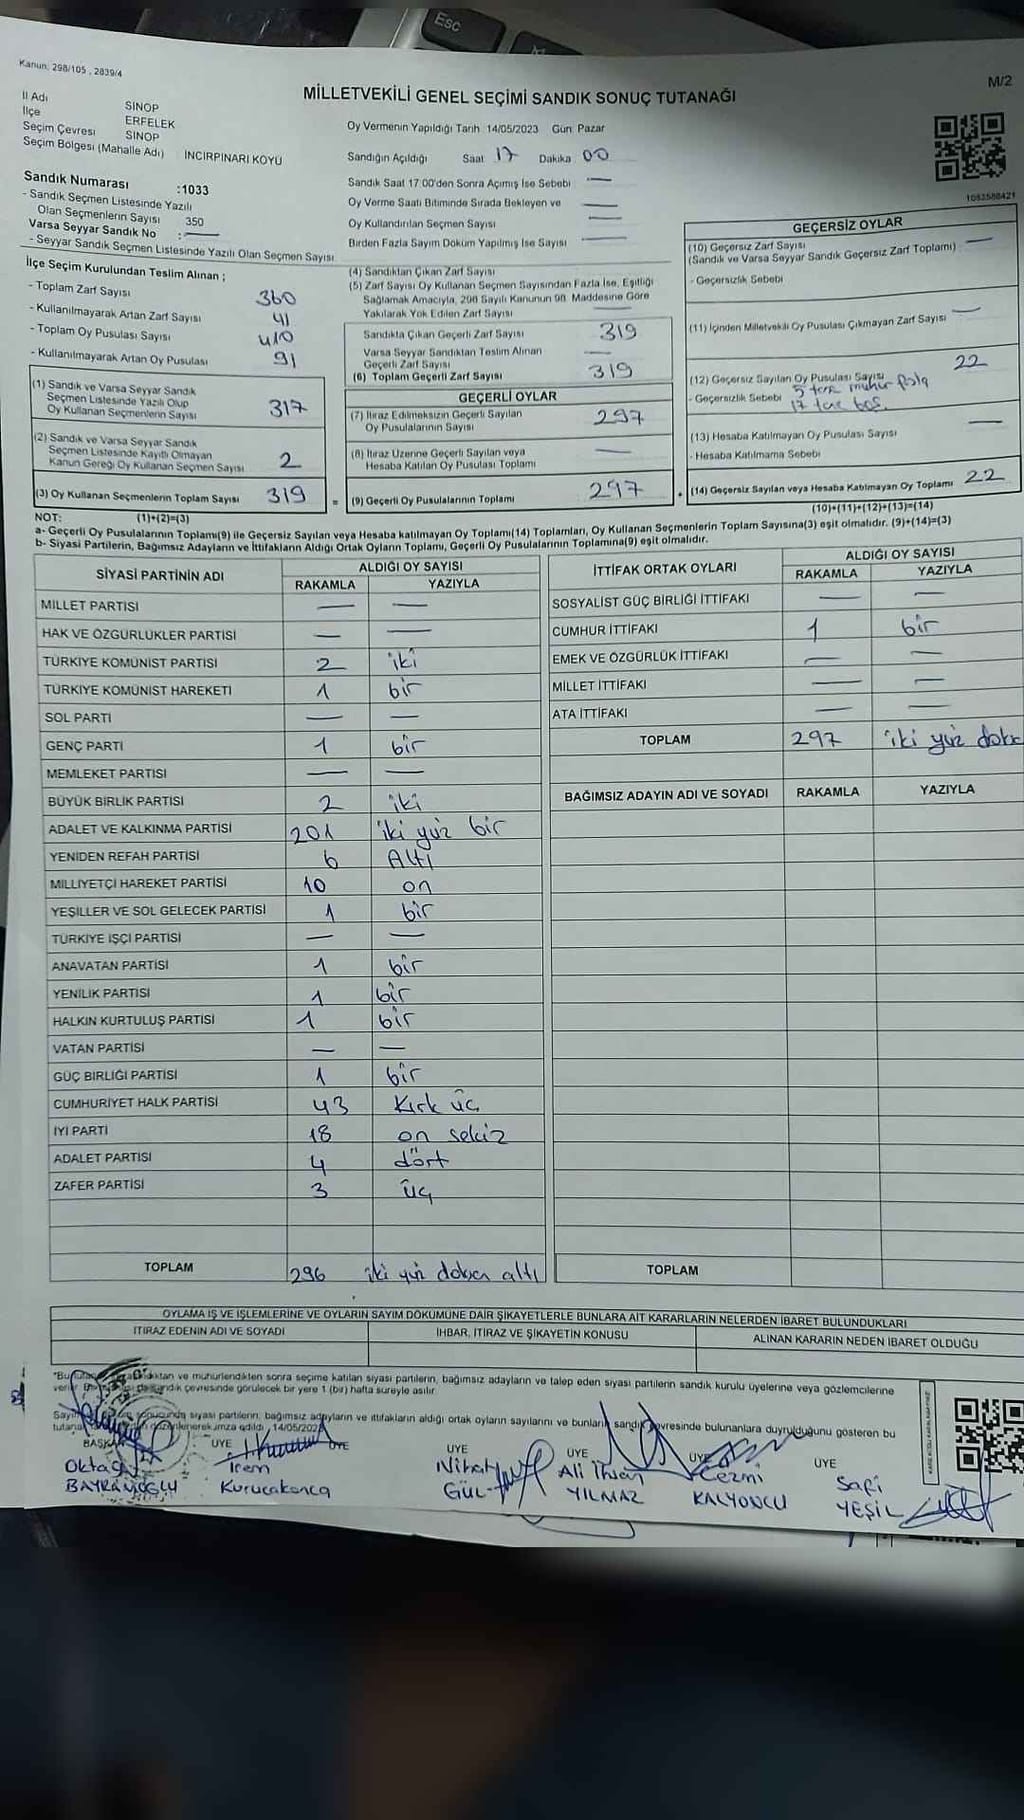 Esc
Kanun: 298/105 , 2839/4
M/2
MİLLETVEKİLİ GENEL SEÇİMİ SANDIK SONUÇ TUTANAĞI
İl Adı SİNOP
İlçe ERFELEK
Seçim Çevresi SİNOP
Seçim Bölgesi (Mahalle Adı) İNCİRPINARI KÖYÜ
Oy Vermenin Yapıldığı Tarih 14/05/2023 Gün: Pazar
Sandığın Açıldığı Saat 17 Dakika 00
Sandık Saat 17:00'den Sonra Açılmış İse Sebebi —
Oy Verme Saati Bitiminde Sırada Bekleyen ve —
Oy Kullandırılan Seçmen Sayısı —
Birden Fazla Sayım Döküm Yapılmış İse Sayısı —
1083588421
Sandık Numarası :1033
- Sandık Seçmen Listesinde Yazılı
Olan Seçmenlerin Sayısı 350
Varsa Seyyar Sandık No : —
- Seyyar Sandık Seçmen Listesinde Yazılı Olan Seçmen Sayısı
İlçe Seçim Kurulundan Teslim Alınan ;
- Toplam Zarf Sayısı 360
- Kullanılmayarak Artan Zarf Sayısı 41
- Toplam Oy Pusulası Sayısı 410
- Kullanılmayarak Artan Oy Pusulası 91
(1) Sandık ve Varsa Seyyar Sandık
Seçmen Listesinde Yazılı Olup
Oy Kullanan Seçmenlerin Sayısı 317
(2) Sandık ve Varsa Seyyar Sandık
Seçmen Listesinde Kayıtlı Olmayan
Kanun Gereği Oy Kullanan Seçmen Sayısı 2
(3) Oy Kullanan Seçmenlerin Toplam Sayısı 319
(4) Sandıktan Çıkan Zarf Sayısı
(5) Zarf Sayısı Oy Kullanan Seçmen Sayısından Fazla İse, Eşitliği
Sağlamak Amacıyla, 298 Sayılı Kanunun 98. Maddesine Göre
Yakılarak Yok Edilen Zarf Sayısı —
Sandıkta Çıkan Geçerli Zarf Sayısı 319
Varsa Seyyar Sandıktan Teslim Alınan
Geçerli Zarf Sayısı —
(6) Toplam Geçerli Zarf Sayısı 319
GEÇERLİ OYLAR
(7) İtiraz Edilmeksizin Geçerli Sayılan
Oy Pusulalarının Sayısı 297
(8) İtiraz Üzerine Geçerli Sayılan veya
Hesaba Katılan Oy Pusulası Toplamı —
= (9) Geçerli Oy Pusulalarının Toplamı 297
GEÇERSİZ OYLAR
(10) Geçersiz Zarf Sayısı —
(Sandık ve Varsa Seyyar Sandık Geçersiz Zarf Toplamı)
- Geçersizlik Sebebi
(11) İçinden Milletvekili Oy Pusulası Çıkmayan Zarf Sayısı —
(12) Geçersiz Sayılan Oy Pusulası Sayısı 22
- Geçersizlik Sebebi 5 tane mühür fazla
17 tane boş
(13) Hesaba Katılmayan Oy Pusulası Sayısı —
- Hesaba Katılmama Sebebi
+ (14) Geçersiz Sayılan veya Hesaba Katılmayan Oy Toplamı 22
NOT: (1)+(2)=(3)
(10)+(11)+(12)+(13)=(14)
a- Geçerli Oy Pusulalarının Toplamı(9) ile Geçersiz Sayılan veya Hesaba katılmayan Oy Toplamı(14) Toplamları, Oy Kullanan Seçmenlerin Toplam Sayısına(3) eşit olmalıdır. (9)+(14)=(3)
b- Siyasi Partilerin, Bağımsız Adayların ve İttifakların Aldığı Ortak Oyların Toplamı, Geçerli Oy Pusulalarının Toplamına(9) eşit olmalıdır.
SİYASİ PARTİNİN ADI ALDIĞI OY SAYISI
RAKAMLA YAZIYLA
MİLLET PARTİSİ — —
HAK VE ÖZGÜRLÜKLER PARTİSİ — —
TÜRKİYE KOMÜNİST PARTİSİ 2 iki
TÜRKİYE KOMÜNİST HAREKETİ 1 bir
SOL PARTİ — —
GENÇ PARTİ 1 bir
MEMLEKET PARTİSİ — —
BÜYÜK BİRLİK PARTİSİ 2 iki
ADALET VE KALKINMA PARTİSİ 201 iki yüz bir
YENİDEN REFAH PARTİSİ 6 Altı
MİLLİYETÇİ HAREKET PARTİSİ 10 on
YEŞİLLER VE SOL GELECEK PARTİSİ 1 bir
TÜRKİYE İŞÇİ PARTİSİ — —
ANAVATAN PARTİSİ 1 bir
YENİLİK PARTİSİ 1 bir
HALKIN KURTULUŞ PARTİSİ 1 bir
VATAN PARTİSİ — —
GÜÇ BİRLİĞİ PARTİSİ 1 bir
CUMHURİYET HALK PARTİSİ 43 Kırk üç
İYİ PARTİ 18 on sekiz
ADALET PARTİSİ 4 dört
ZAFER PARTİSİ 3 üç
TOPLAM 296 iki yüz doksan altı
İTTİFAK ORTAK OYLARI ALDIĞI OY SAYISI
RAKAMLA YAZIYLA
SOSYALİST GÜÇ BİRLİĞİ İTTİFAKI — —
CUMHUR İTTİFAKI 1 bir
EMEK VE ÖZGÜRLÜK İTTİFAKI — —
MİLLET İTTİFAKI — —
ATA İTTİFAKI — —
TOPLAM 297 iki yüz doks
BAĞIMSIZ ADAYIN ADI VE SOYADI RAKAMLA YAZIYLA
TOPLAM
OYLAMA İŞ VE İŞLEMLERİNE VE OYLARIN SAYIM DÖKÜMÜNE DAİR ŞİKAYETLERLE BUNLARA AİT KARARLARIN NELERDEN İBARET BULUNDUKLARI
İTİRAZ EDENİN ADI VE SOYADI İHBAR, İTİRAZ VE ŞİKAYETİN KONUSU ALINAN KARARIN NEDEN İBARET OLDUĞU
ve mühürlendikten sonra seçime katılan siyasi partilerin, bağımsız adayların ve talep eden siyasi partilerin sandık kurulu üyelerine veya gözlemcilerine
sandık çevresinde görülecek bir yere 1 (bir) hafta süreyle asılır
Sayım sonucunda siyasi partilerin, bağımsız adayların ve ittifakların aldığı ortak oyların sayılarını ve bunların sandık çevresinde bulunanlara duyrulduğunu gösteren bu
düzenlenerek imza edildi. 14/05/2023
BAŞKAN ÜYE ÜYE ÜYE ÜYE ÜYE ÜYE
Oktay BAYRAMOĞLU
İrem Kurucakonca
Nihat GÜL
Ali İhsan YILMAZ
Cezmi KALYONCU
Safi YEŞİL